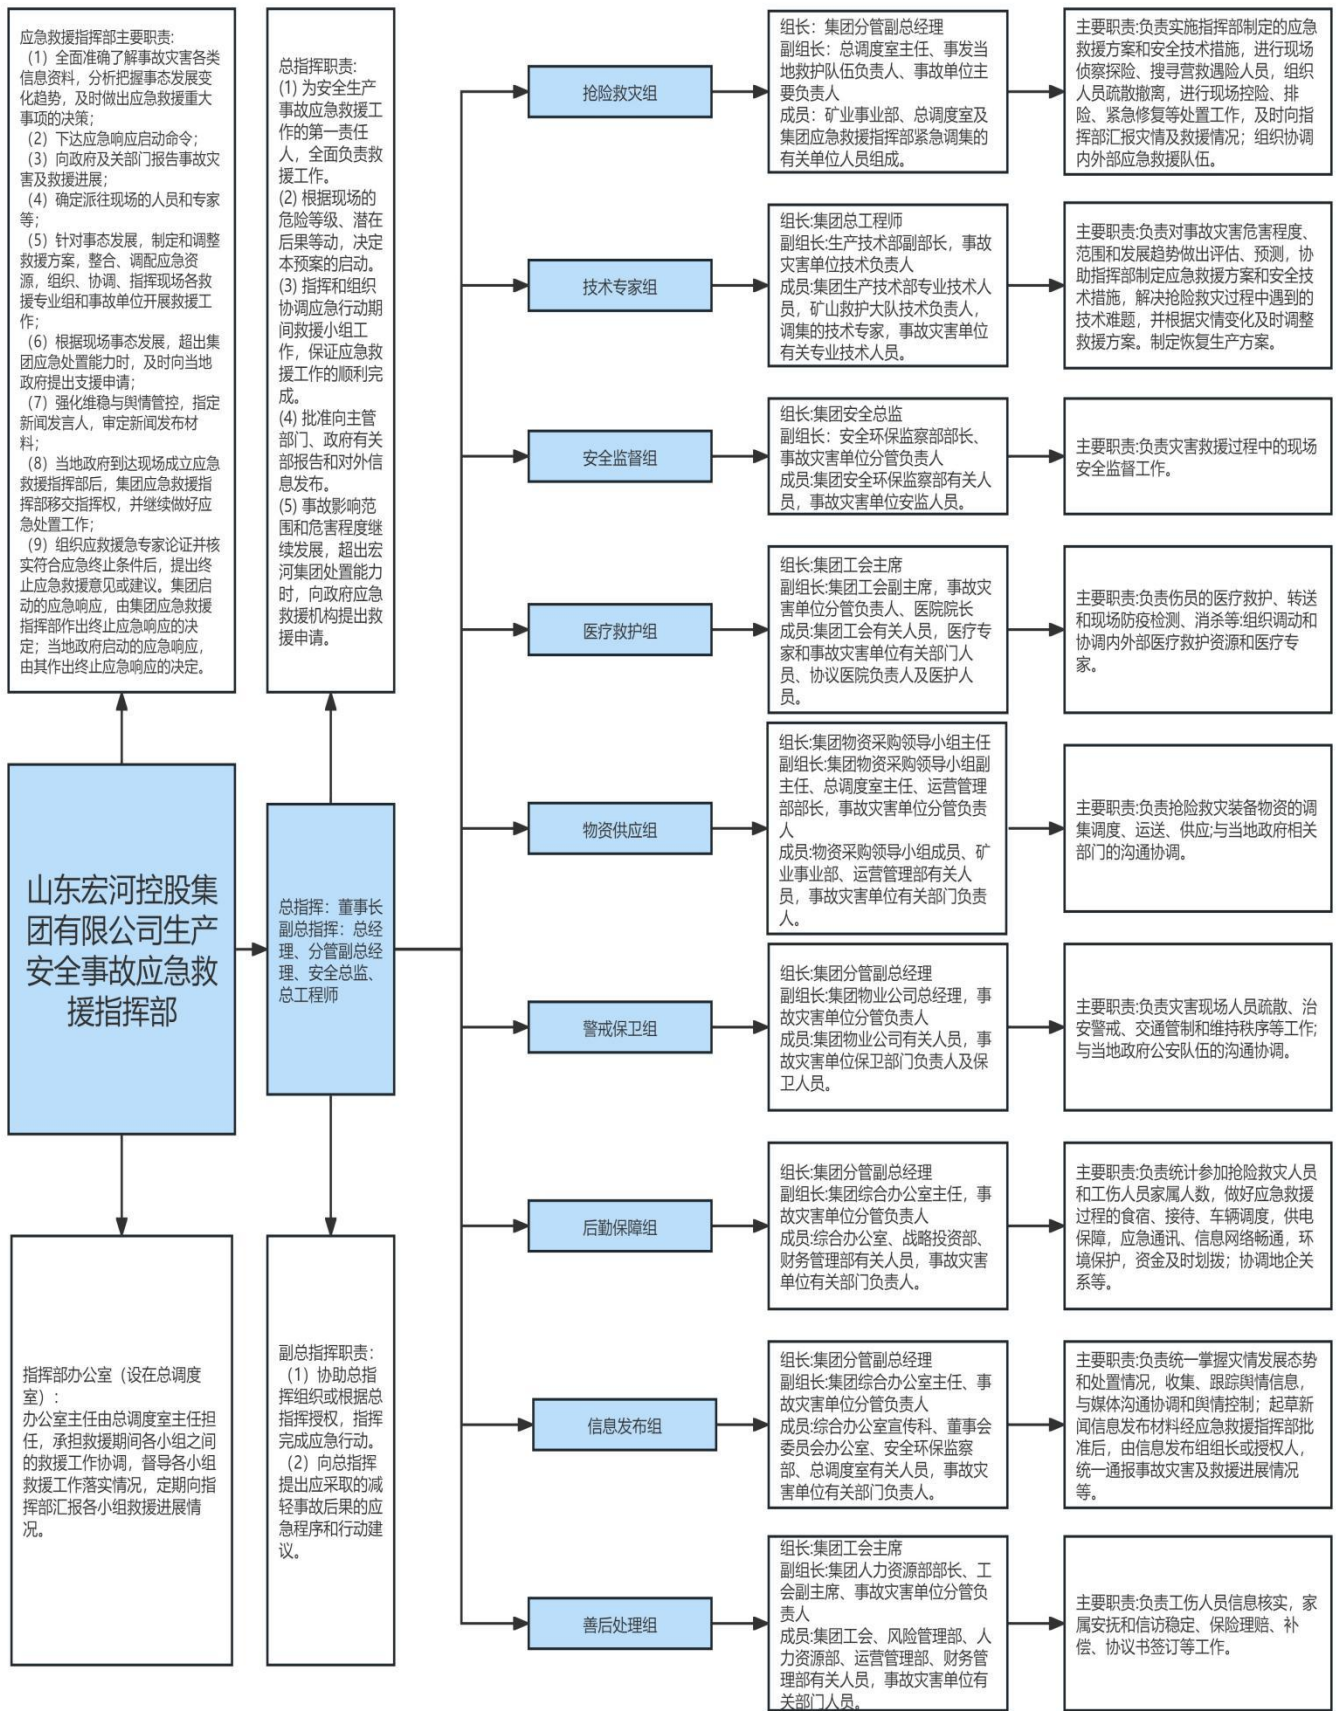 应急救援指挥部主要职责:
（1）全面准确了解事故灾害各类
信息资料，分析把握事态发展变
化趋势，及时做出应急救援重大
事项的决策；
（2）下达应急响应启动命令；
（3）向政府及关部门报告事故灾
害及救援进展；
（4）确定派往现场的人员和专家
等；
（5）针对事态发展，制定和调整
救援方案，整合、调配应急资
源，组织、协调、指挥现场各救
援专业组和事故单位开展救援工
作；
（6）根据现场事态发展，超出集
团应急处置能力时，及时向当地
政府提出支援申请；
（7）强化维稳与舆情管控，指定
新闻发言人，审定新闻发布材
料；
（8）当地政府到达现场成立应急
救援指挥部后，集团应急救援指
挥部移交指挥权，并继续做好应
急处置工作；
（9）组织应救援急专家论证并核
实符合应急终止条件后，提出终
止应急救援意见或建议。集团启
动的应急响应，由集团应急救援
指挥部作出终止应急响应的决
定；当地政府启动的应急响应，
由其作出终止应急响应的决定。
山东宏河控股集
团有限公司生产
安全事故应急救
援指挥部
指挥部办公室（设在总调度
室）:
办公室主任由总调度室主任担
任，承担救援期间各小组之间
的救援工作协调，督导各小组
救援工作落实情况，定期向指
挥部汇报各小组救援进展情
况。
总指挥职责:
(1) 为安全生产
事故应急救援工
作的第一责任
人，全面负责救
援工作。
(2) 根据现场的
危险等级、潜在
后果等动，决定
本预案的启动。
(3) 指挥和组织
协调应急行动期
间救援小组工
作，保证应急救
援工作的顺利完
成。
(4) 批准向主管
部门、政府有关
部报告和对外信
息发布。
(5) 事故影响范
围和危害程度继
续发展，超出宏
河集团处置能力
时，向政府应急
救援机构提出救
援申请。
总指挥：董事长
副总指挥：总经
理、分管副总经
理、安全总监、
总工程师
副总指挥职责:
（1）协助总指
挥组织或根据总
指挥授权，指挥
完成应急行动。
（2）向总指挥
提出应采取的减
轻事故后果的应
急程序和行动建
议。
抢险救灾组
组长：集团分管副总经理
副组长：总调度室主任、事发当
地救护队伍负责人、事故单位主
要负责人
成员：矿业事业部、总调度室及
集团应急救援指挥部紧急调集的
有关单位人员组成。
主要职责:负责实施指挥部制定的应急
救援方案和安全技术措施，进行现场
侦察探险、搜寻营救遇险人员，组织
人员疏散撤离，进行现场控险、排
险、紧急修复等处置工作，及时向指
挥部汇报灾情及救援情况；组织协调
内外部应急救援队伍。
技术专家组
组长:集团总工程师
副组长:生产技术部副部长，事故
灾害单位技术负责人
成员:集团生产技术部专业技术人
员，矿山救护大队技术负责人，
调集的技术专家，事故灾害单位
有关专业技术人员。
主要职责:负责对事故灾害危害程度、
范围和发展趋势做出评估、预测，协
助指挥部制定应急救援方案和安全技
术措施，解决抢险救灾过程中遇到的
技术难题，并根据灾情变化及时调整
救援方案。制定恢复生产方案。
安全监督组
组长:集团安全总监
副组长：安全环保监察部部长、
事故灾害单位分管负责人
成员:集团安全环保监察部有关人
员，事故灾害单位安监人员。
主要职责:负责灾害救援过程中的现场
安全监督工作。
医疗救护组
组长:集团工会主席
副组长:集团工会副主席，事故灾
害单位分管负责人、医院院长
成员:集团工会有关人员，医疗专
家和事故灾害单位有关部门人
员、协议医院负责人及医护人
员。
主要职责:负责伤员的医疗救护、转送
和现场防疫检测、消杀等:组织调动和
协调内外部医疗救护资源和医疗专
家。
物资供应组
组长:集团物资采购领导小组主任
副组长:集团物资采购领导小组副
主任、总调度室主任、运营管理
部部长，事故灾害单位分管负责
人
成员:物资采购领导小组成员、矿
业事业部、运营管理部有关人
员，事故灾害单位有关部门负责
人。
主要职责:负责抢险救灾装备物资的调
集调度、运送、供应;与当地政府相关
部门的沟通协调。
警戒保卫组
组长:集团分管副总经理
副组长:集团物业公司总经理，事
故灾害单位分管负责人
成员:集团物业公司有关人员，事
故灾害单位保卫部门负责人及保
卫人员。
主要职责:负责灾害现场人员疏散、治
安警戒、交通管制和维持秩序等工作;
与当地政府公安队伍的沟通协调。
后勤保障组
组长:集团分管副总经理
副组长:集团综合办公室主任，事
故灾害单位分管负责人
成员:综合办公室、战略投资部、
财务管理部有关人员，事故灾害
单位有关部门负责人。
主要职责:负责统计参加抢险救灾人员
和工伤人员家属人数，做好应急救援
过程的食宿、接待、车辆调度，供电
保障，应急通讯、信息网络畅通，环
境保护，资金及时划拨；协调地企关
系等。
信息发布组
组长:集团分管副总经理
副组长:集团综合办公室主任、事
故灾害单位分管负责人
成员:综合办公室宣传科、董事会
委员会办公室、安全环保监察
部、总调度室有关人员，事故灾
害单位有关部门负责人。
主要职责:负责统一掌握灾情发展态势
和处置情况，收集、跟踪舆情信息，
与媒体沟通协调和舆情控制；起草新
闻信息发布材料经应急救援指挥部批
准后，由信息发布组组长或授权人，
统一通报事故灾害及救援进展情况
等。
善后处理组
组长:集团工会主席
副组长:集团人力资源部部长、工
会副主席、事故灾害单位分管负
责人
成员:集团工会、风险管理部、人
力资源部、运营管理部、财务管
理部有关人员，事故灾害单位有
关部门人员。
主要职责:负责工伤人员信息核实，家
属安抚和信访稳定、保险理赔、补
偿、协议书签订等工作。